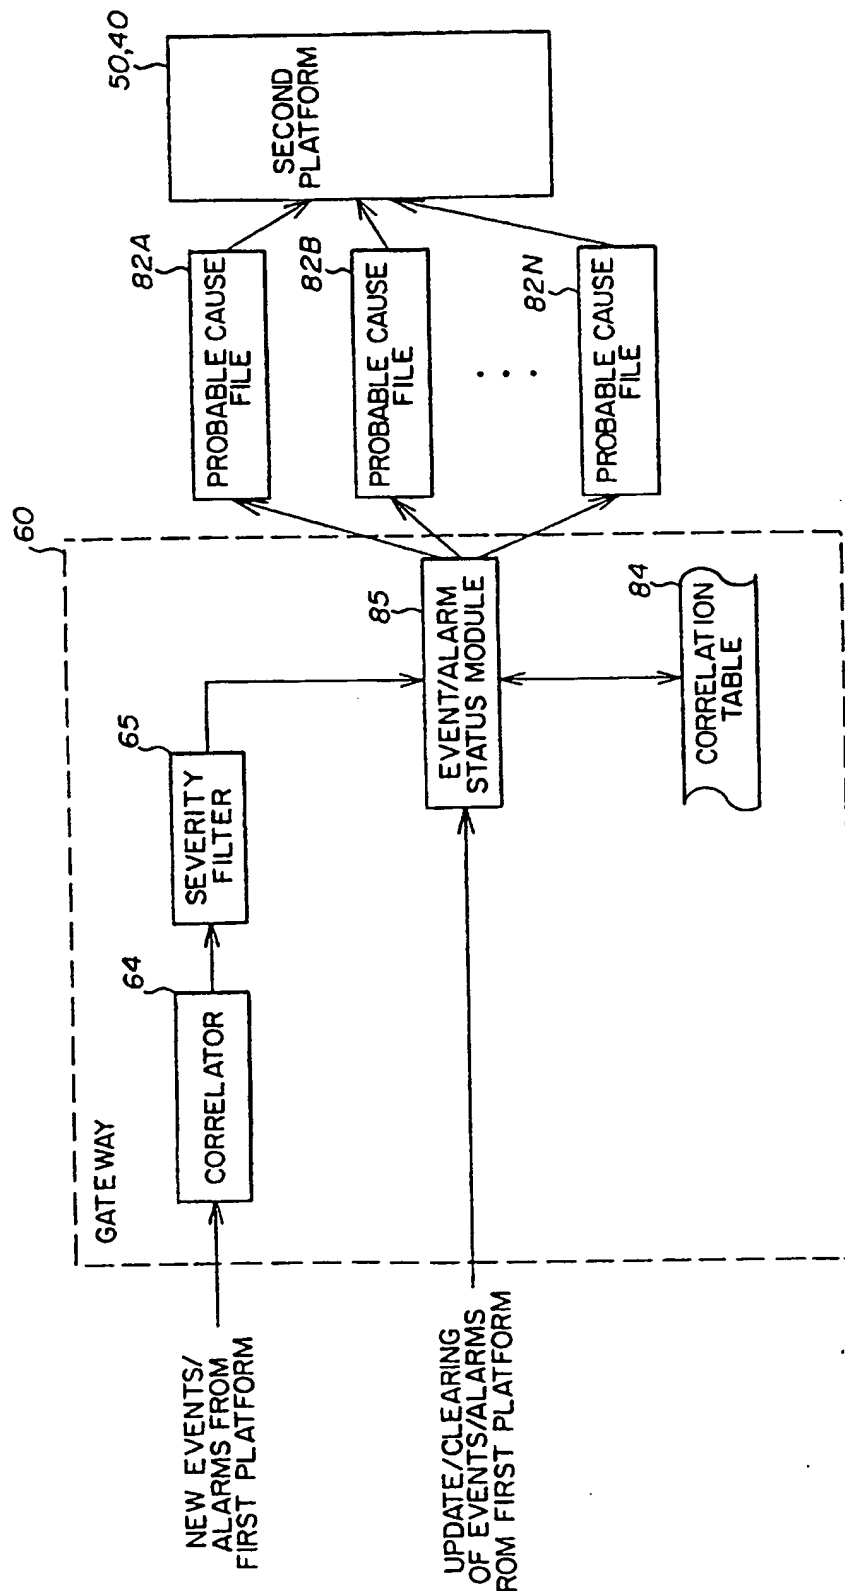 NEW EVENTS/
ALARMS FROM
FIRST PLATFORM
UPDATE/CLEARING
OF EVENTS/ALARMS
ROM FIRST PLATFORM
GATEWAY
60
64
CORRELATOR
65
SEVERITY
FILTER
85
EVENT/ALARM
STATUS MODULE
84
CORRELATION
TABLE
82A
PROBABLE CAUSE
FILE
82B
PROBABLE CAUSE
FILE
82N
PROBABLE CAUSE
FILE
50,40
SECOND
PLATFORM